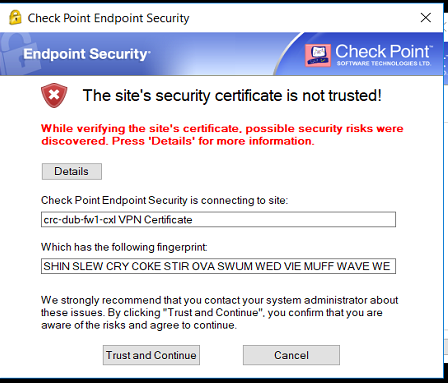 Check Point Endpoint Security
Endpoint Security™
Check Point™
SOFTWARE TECHNOLOGIES LTD.
The site's security certificate is not trusted!
While verifying the site's certificate, possible security risks were
discovered. Press 'Details' for more information.
Details
Check Point Endpoint Security is connecting to site:
crc-dub-fw1-cxl VPN Certificate
Which has the following fingerprint:
SHIN SLEW CRY COKE STIR OVA SWUM WED VIE MUFF WAVE WE
We strongly recommend that you contact your system administrator about
these issues. By clicking "Trust and Continue", you confirm that you are
aware of the risks and agree to continue.
Trust and Continue
Cancel